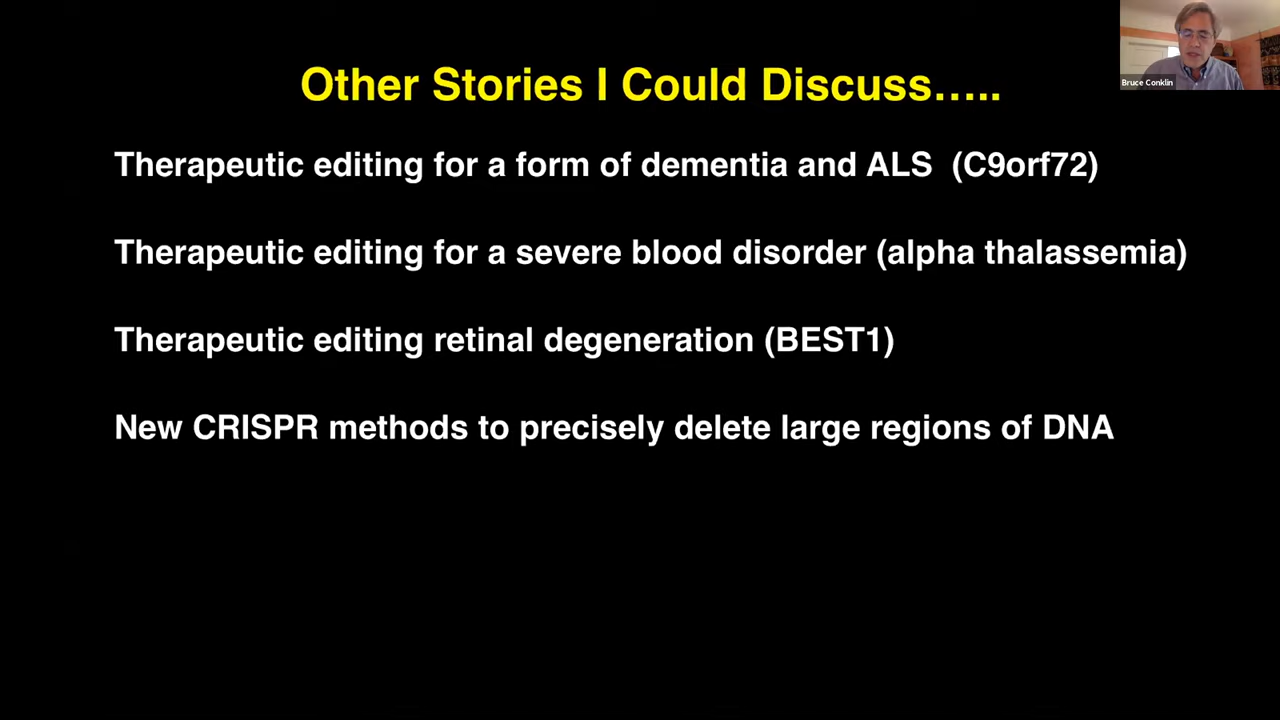 Other Stories I Could Discuss…..
Bruce Conklin
Therapeutic editing for a form of dementia and ALS  (C9orf72)
Therapeutic editing for a severe blood disorder (alpha thalassemia)
Therapeutic editing retinal degeneration (BEST1)
New CRISPR methods to precisely delete large regions of DNA